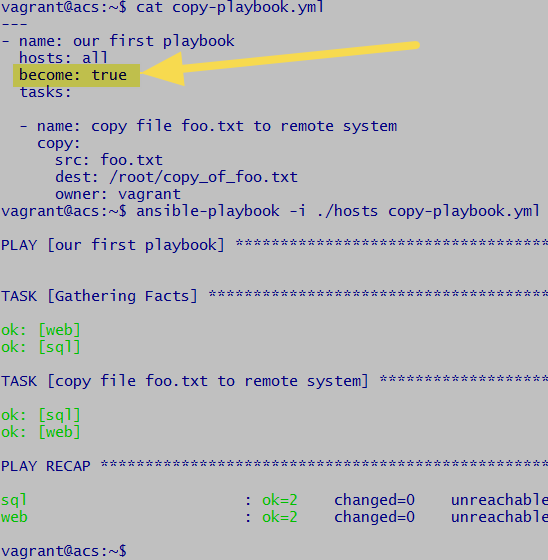 vagrant@acs:~$ cat copy-playbook.yml
---
- name: our first playbook
  hosts: all
  become: true
  tasks:

  - name: copy file foo.txt to remote system
    copy:
      src: foo.txt
      dest: /root/copy_of_foo.txt
      owner: vagrant
vagrant@acs:~$ ansible-playbook -i ./hosts copy-playbook.yml

PLAY [our first playbook] **********************************

TASK [Gathering Facts] *************************************

ok: [web]
ok: [sql]

TASK [copy file foo.txt to remote system] ******************

ok: [sql]
ok: [web]

PLAY RECAP *************************************************

sql                        : ok=2    changed=0    unreachable
web                        : ok=2    changed=0    unreachable

vagrant@acs:~$